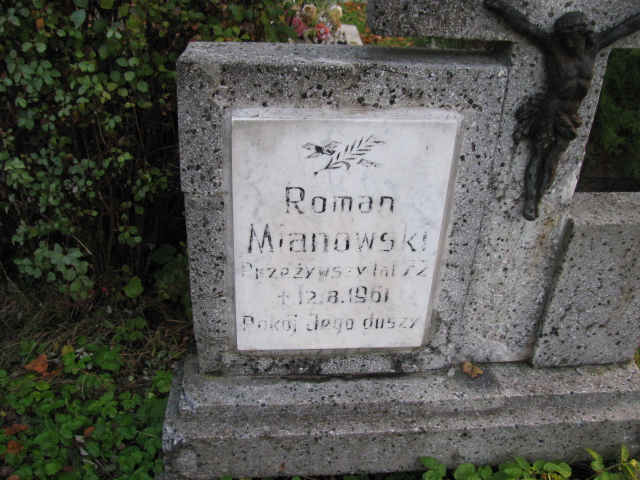 Roman
Mianowski
Przeżywszy lat 72
+ 12.8.1961
Pokój Jego duszy